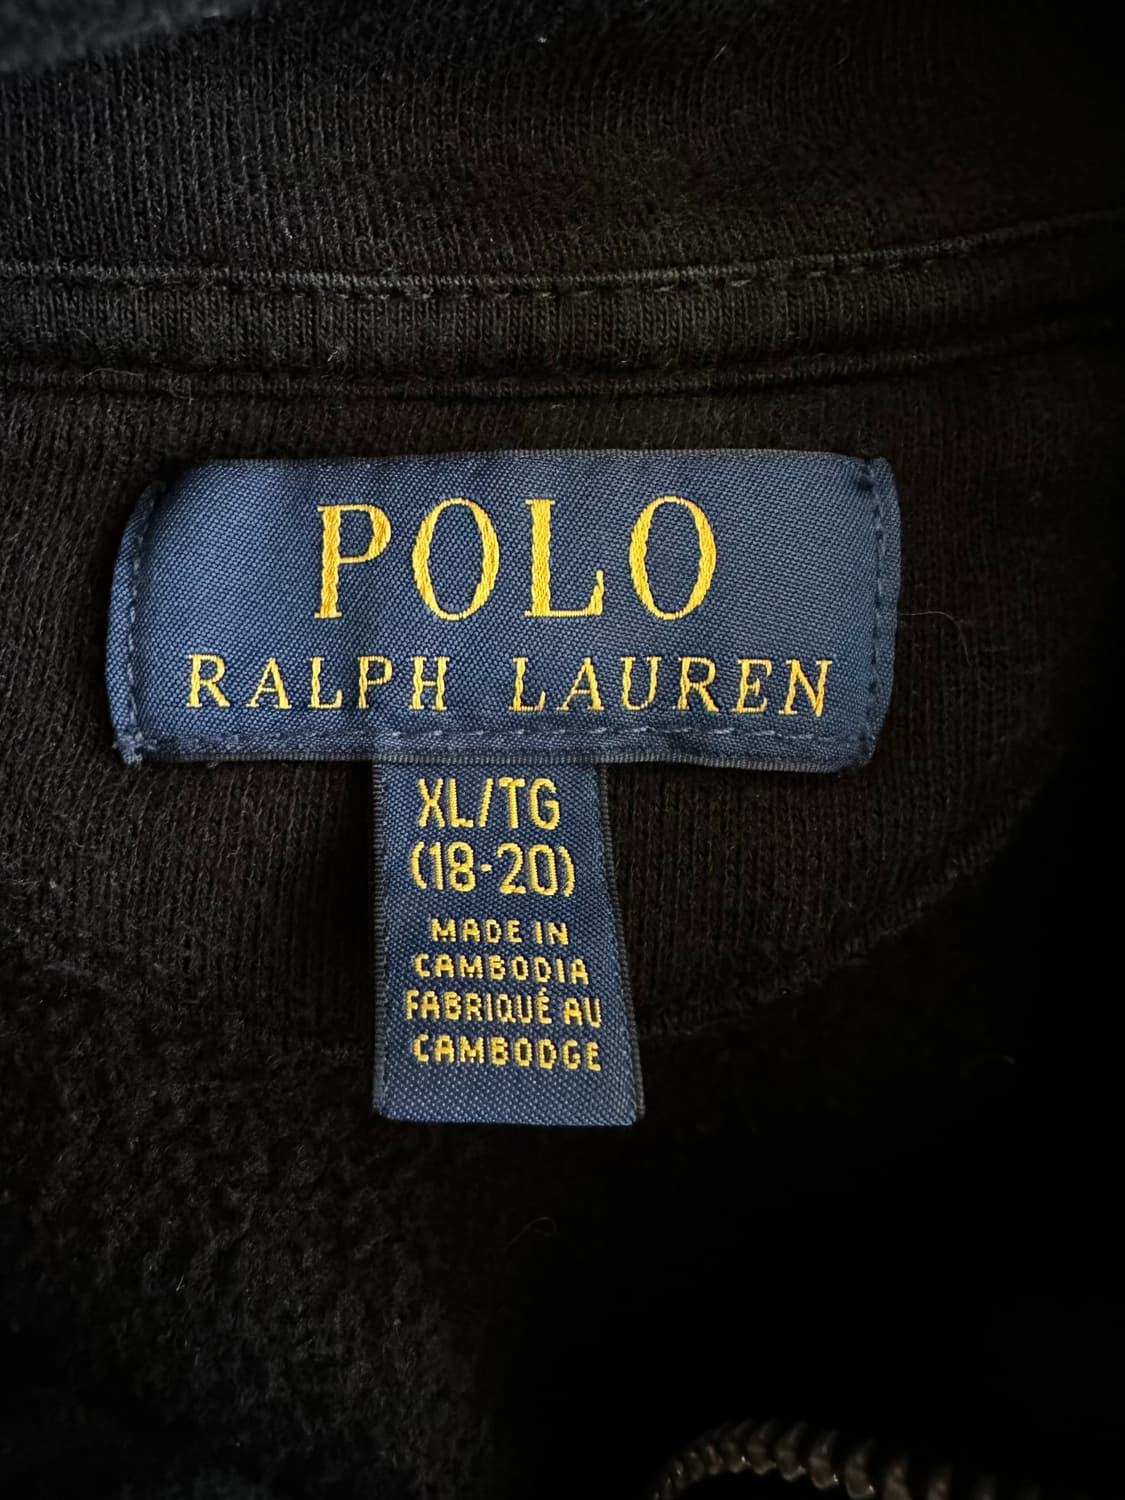 POLO
RALPH LAUREN
XL/TG
(18-20)
MADE IN
CAMBODIA
FABRIQUÉ AU
CAMBODGE